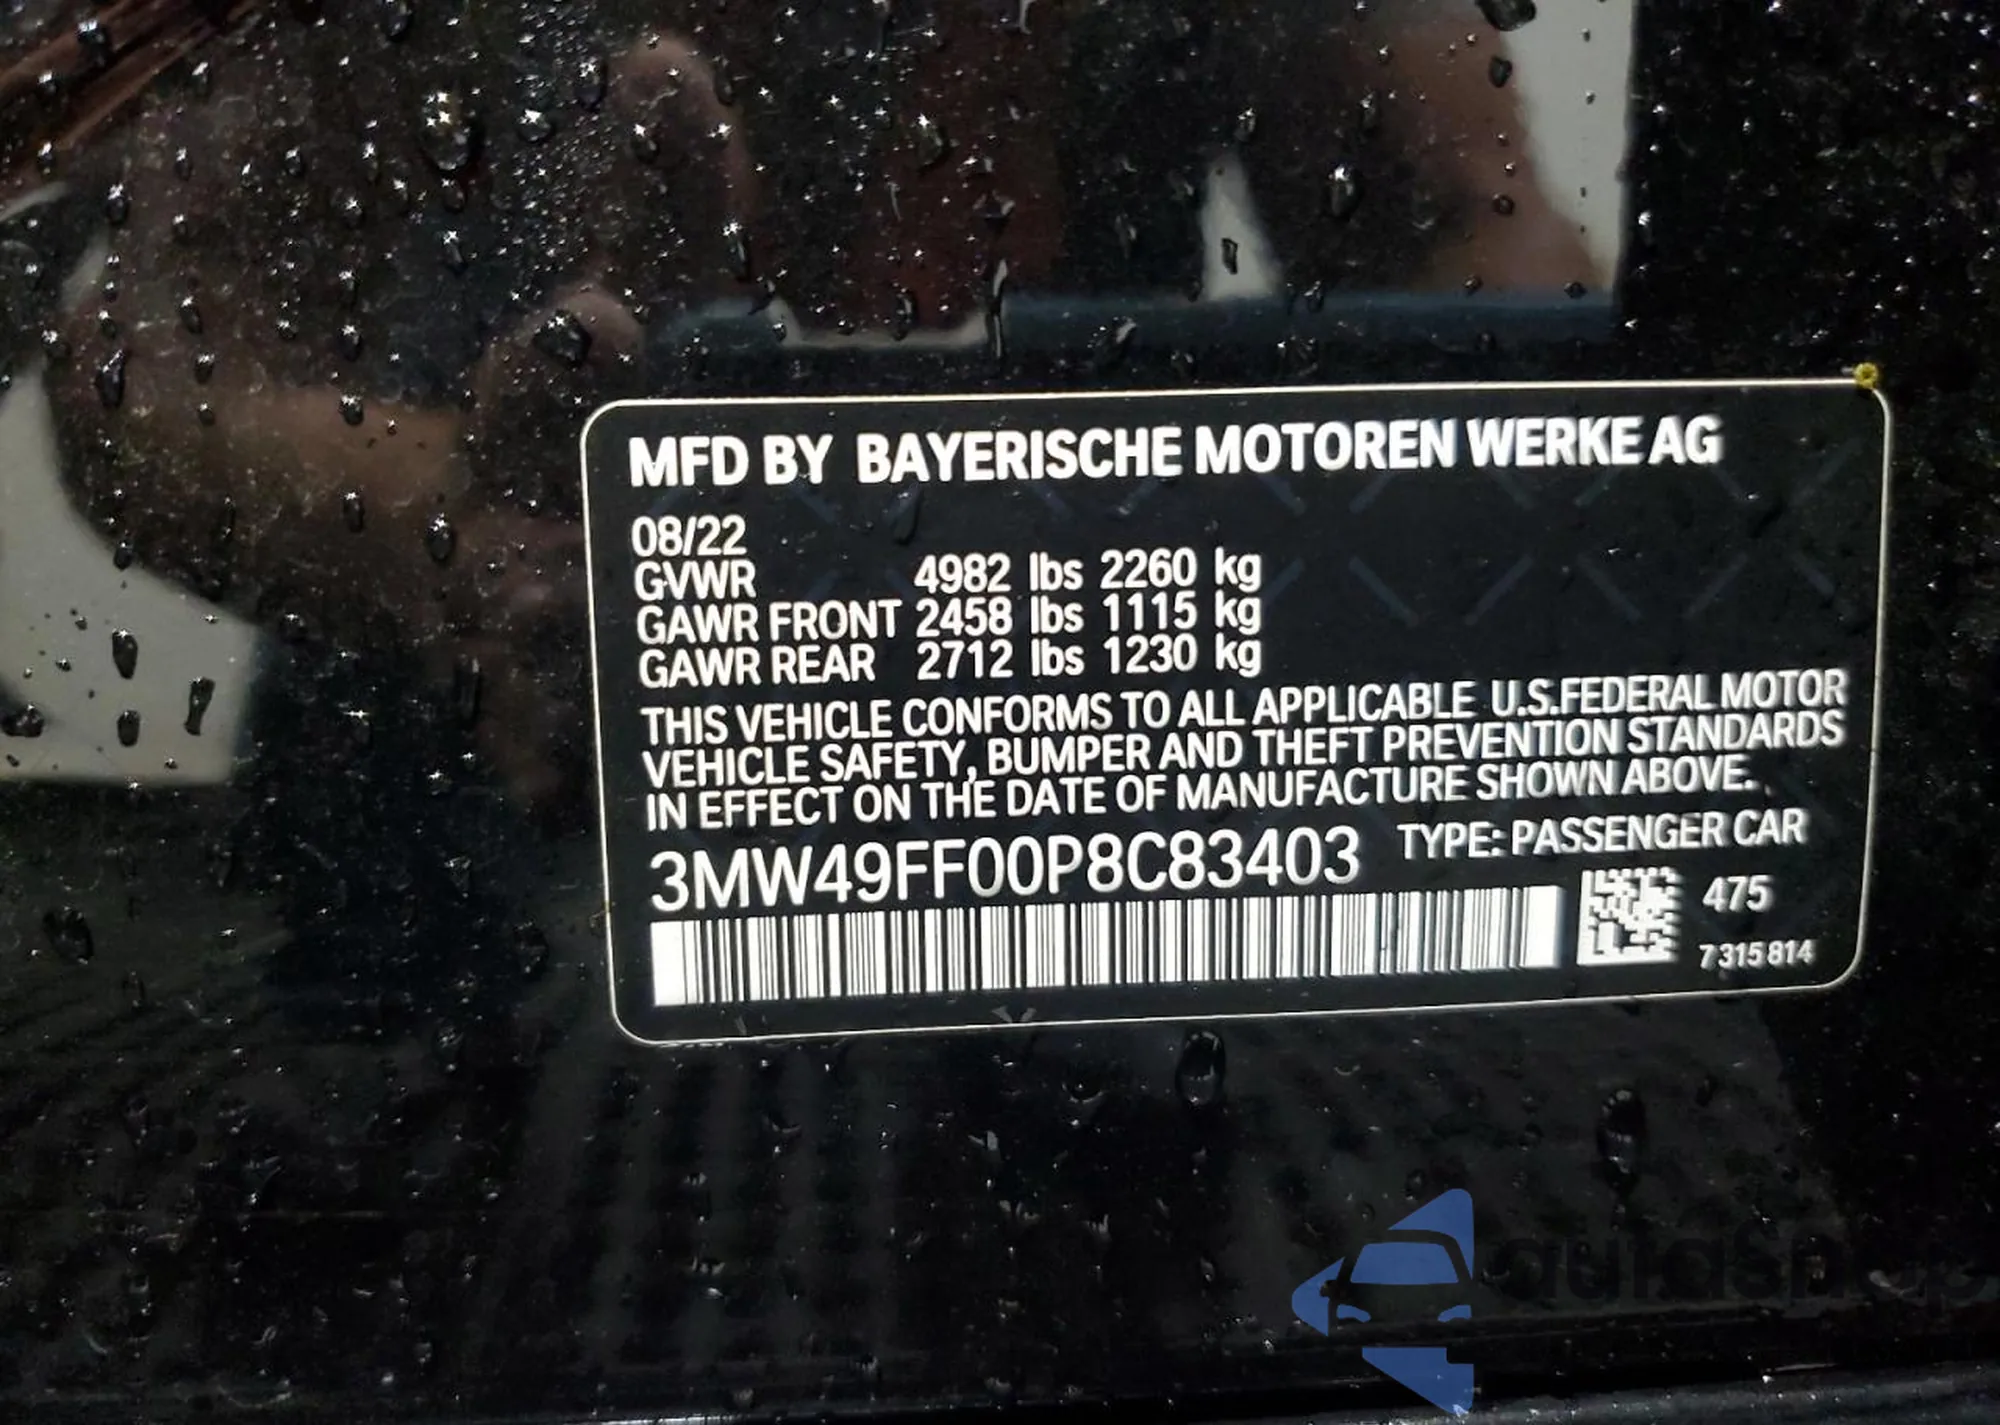 MFD BY BAYERISCHE MOTOREN WERKE AG
08/22
GVWR 4982 lbs 2260 kg
GAWR FRONT 2458 lbs 1115 kg
GAWR REAR 2712 lbs 1230 kg
THIS VEHICLE CONFORMS TO ALL APPLICABLE U.S.FEDERAL MOTOR
VEHICLE SAFETY, BUMPER AND THEFT PREVENTION STANDARDS
IN EFFECT ON THE DATE OF MANUFACTURE SHOWN ABOVE.
3MW49FF00P8C83403 TYPE: PASSENGER CAR
475
7315814